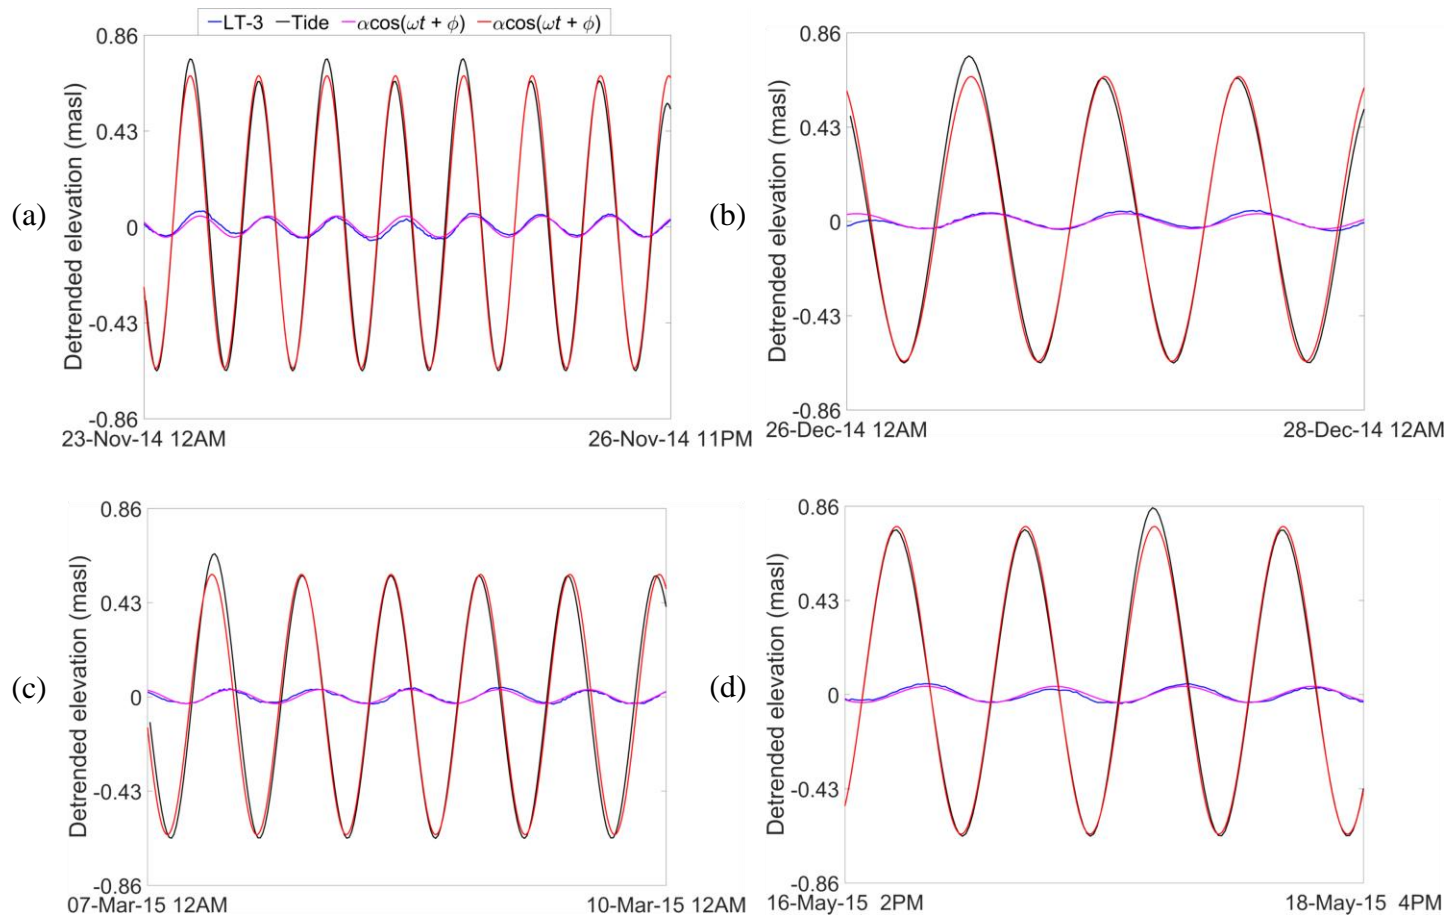 LT-3 Tide αcos(ωt + ϕ) αcos(ωt + ϕ)
(a)
Detrended elevation (masl)
0.86
0.43
0
-0.43
-0.86
23-Nov-14 12AM
26-Nov-14 11PM
(b)
Detrended elevation (masl)
0.86
0.43
0
-0.43
-0.86
26-Dec-14 12AM
28-Dec-14 12AM
(c)
Detrended elevation (masl)
0.86
0.43
0
-0.43
-0.86
07-Mar-15 12AM
10-Mar-15 12AM
(d)
Detrended elevation (masl)
0.86
0.43
0
-0.43
-0.86
16-May-15 2PM
18-May-15 4PM